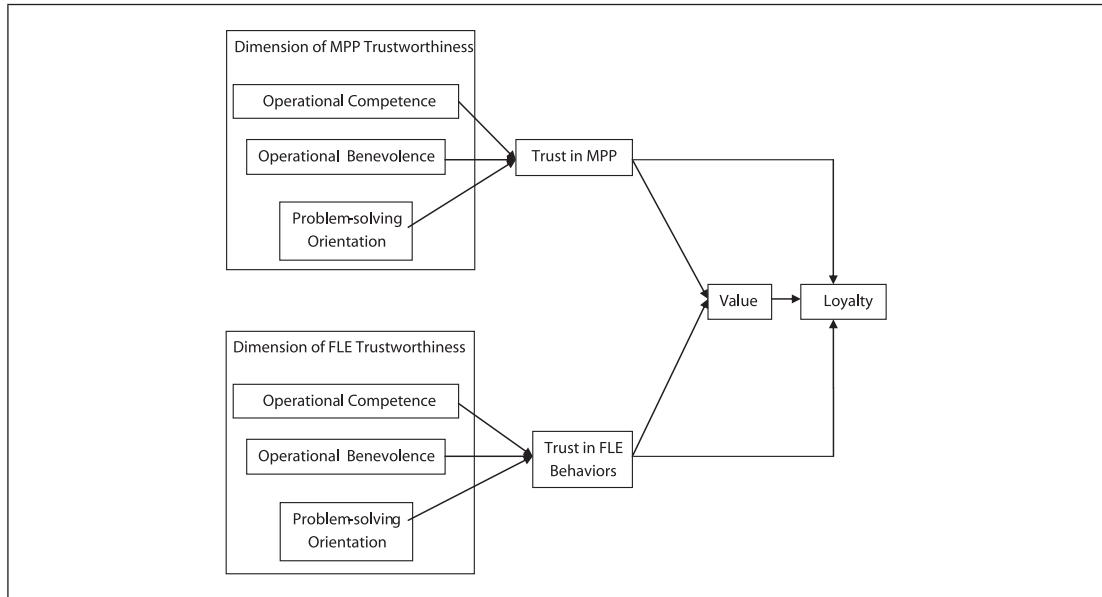 Dimension of MPP Trustworthiness
Operational Competence
Operational Benevolence
Problem-solving
Orientation
Trust in MPP
Value
Loyalty
Dimension of FLE Trustworthiness
Operational Competence
Operational Benevolence
Problem-solving
Orientation
Trust in FLE
Behaviors